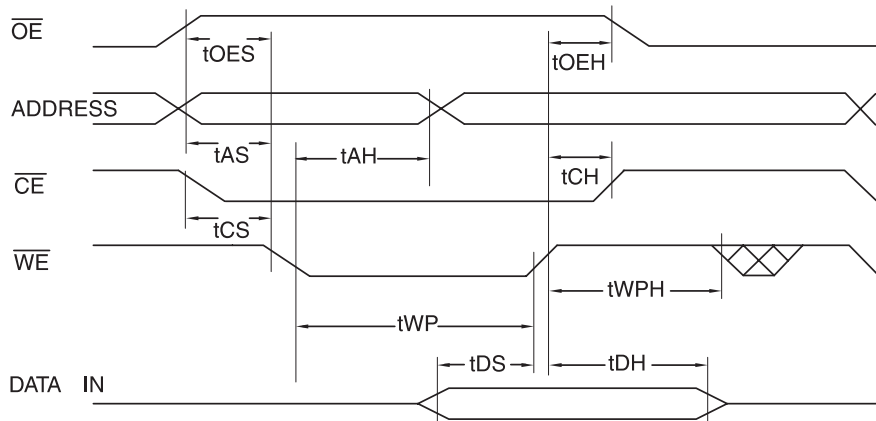 OE
tOES
tOEH
ADDRESS
tAS
tAH
tCH
CE
tCS
WE
tWPH
tWP
tDS
tDH
DATA IN